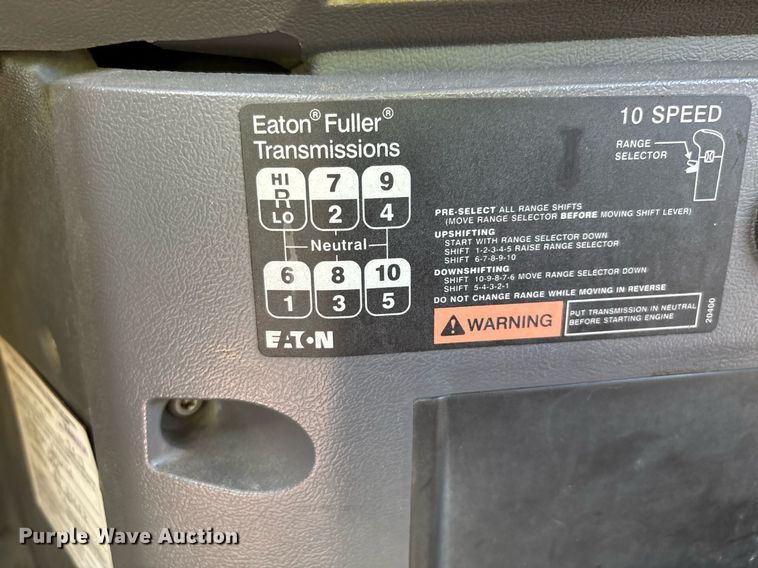 Eaton® Fuller®
Transmissions
10 SPEED
RANGE
SELECTOR
HI
R
LO
7
2
9
4
Neutral
6
1
8
3
10
5
PRE-SELECT ALL RANGE SHIFTS
(MOVE RANGE SELECTOR BEFORE MOVING SHIFT LEVER)
UPSHIFTING
START WITH RANGE SELECTOR DOWN
SHIFT 1-2-3-4-5 RAISE RANGE SELECTOR
SHIFT 6-7-8-9-10
DOWNSHIFTING
SHIFT 10-9-8-7-6 MOVE RANGE SELECTOR DOWN
SHIFT 5-4-3-2-1
DO NOT CHANGE RANGE WHILE MOVING IN REVERSE
WARNING
PUT TRANSMISSION IN NEUTRAL
BEFORE STARTING ENGINE
20400
EATON
Purple Wave Auction